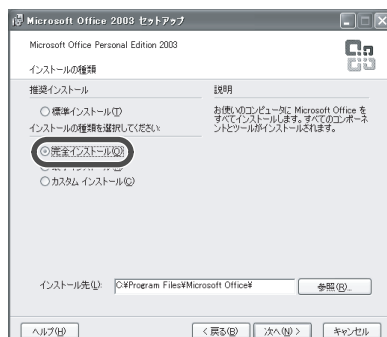 Microsoft Office 2003 セットアップ
Microsoft Office Personal Edition 2003
インストールの種類
推奨インストール
説明
標準インストール(T)
お使いのコンピュータに Microsoft Office を
すべてインストールします。すべてのコンポーネ
ントとツールがインストールされます。
インストールの種類を選択してください:
完全インストール(O)
カスタム インストール(C)
インストール先(L):
C:¥Program Files¥Microsoft Office¥
参照(R)...
ヘルプ(H)
< 戻る(B)
次へ(N) >
キャンセル